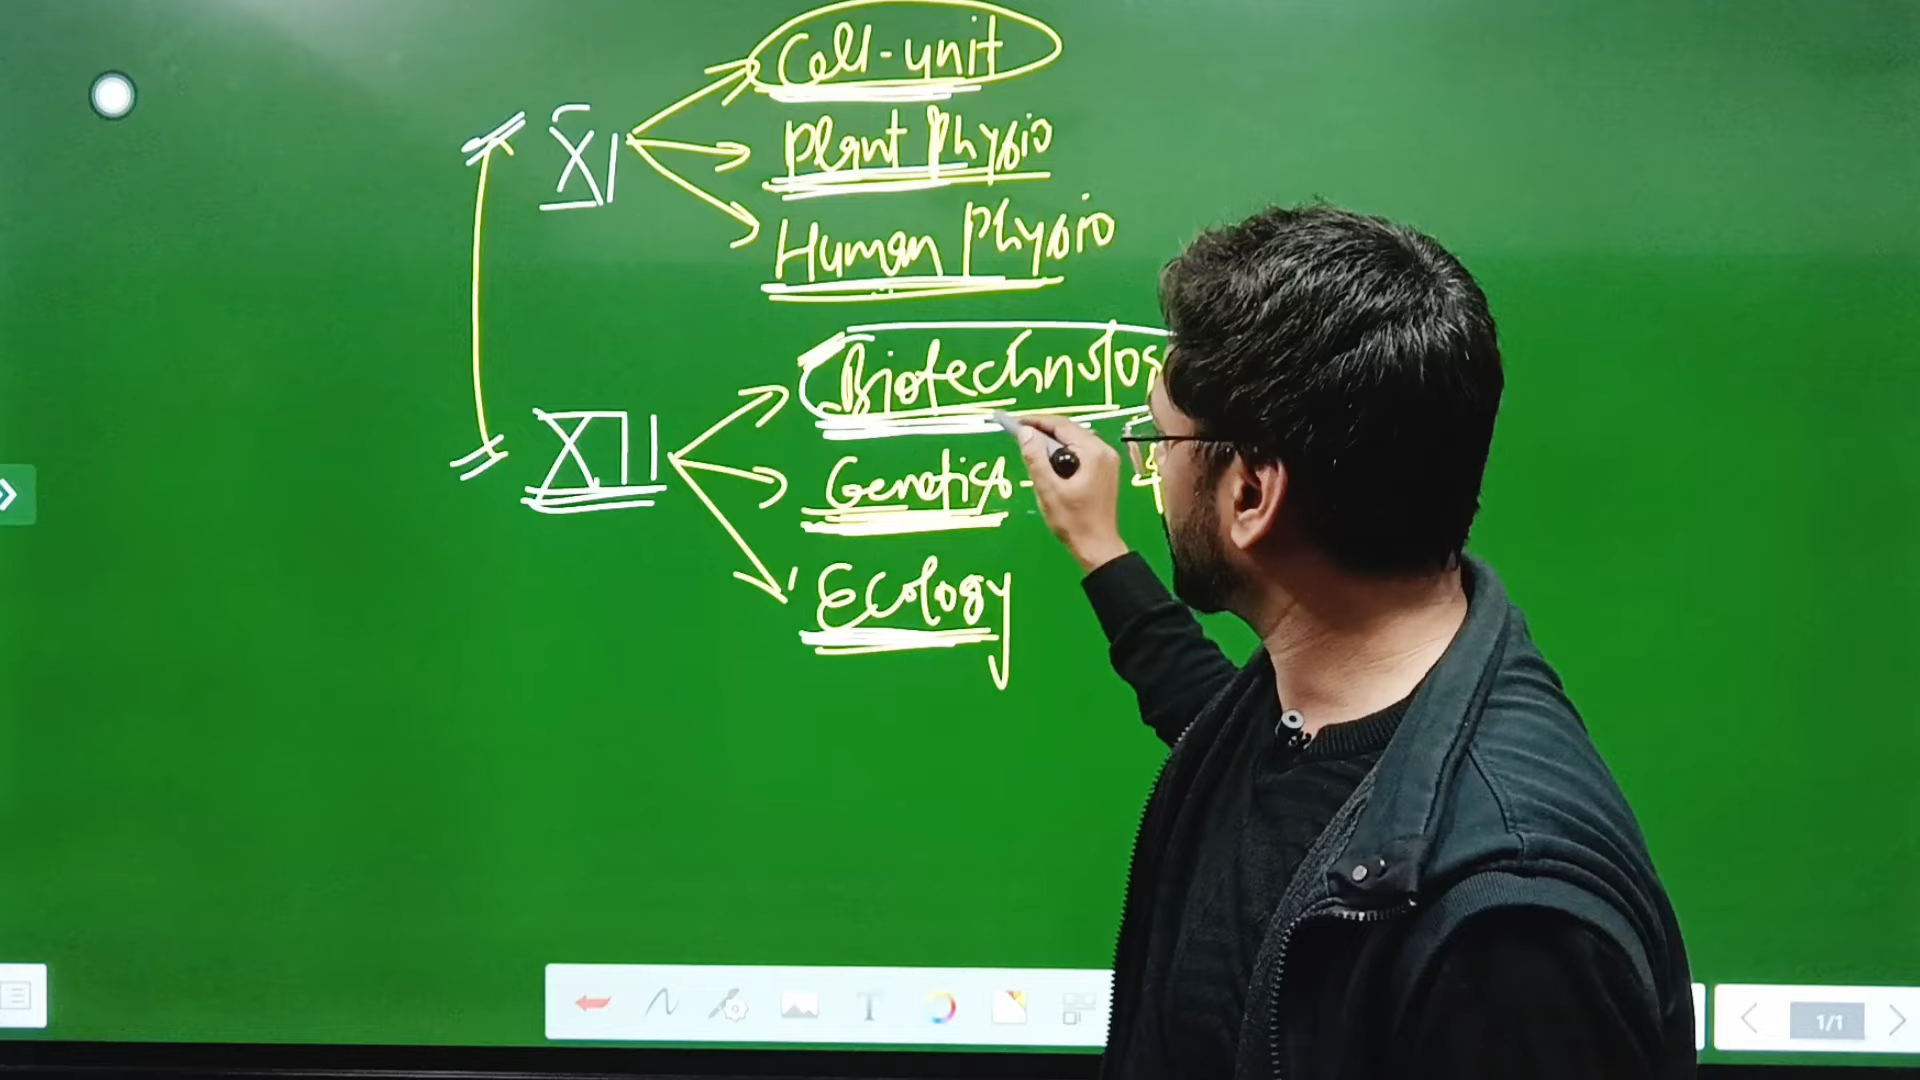 XI
Cell-unit
Plant Physio
Human Physio
XII
Biotechnolog
Genetics-
Ecology
T
1/1